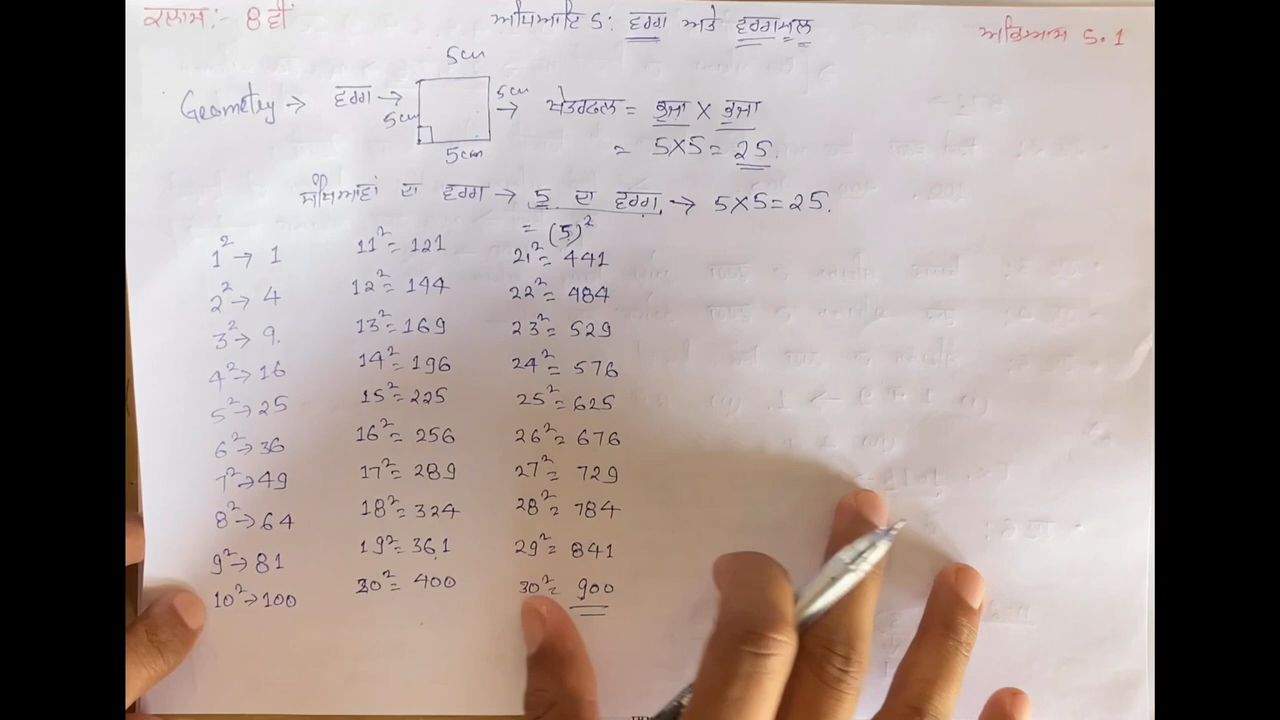 ਕਲਾਸ:- 8ਵੀਂ
ਅਧਿਆਇ 5: ਵਰਗ ਅਤੇ ਵਰਗਮੂਲ
ਅਭਿਆਸ 5.1
Geometry → ਵਰਗ →
5cm
5cm
5cm
5cm
→ ਖੇਤਰਫਲ = ਭੁਜਾ × ਭੁਜਾ
= 5×5 = 25.
ਸੰਖਿਆਵਾਂ ਦਾ ਵਰਗ → 5 ਦਾ ਵਰਗ → 5×5=25.
= (5)²
1² → 1
2² → 4
3² → 9.
4² → 16
5² → 25
6² → 36
7² → 49
8² → 64
9² → 81
10² → 100
11² = 121
12² = 144
13² = 169
14² = 196
15² = 225
16² = 256
17² = 289
18² = 324
19² = 361
20² = 400
21² = 441
22² = 484
23² = 529
24² = 576
25² = 625
26² = 676
27² = 729
28² = 784
29² = 841
30² = 900